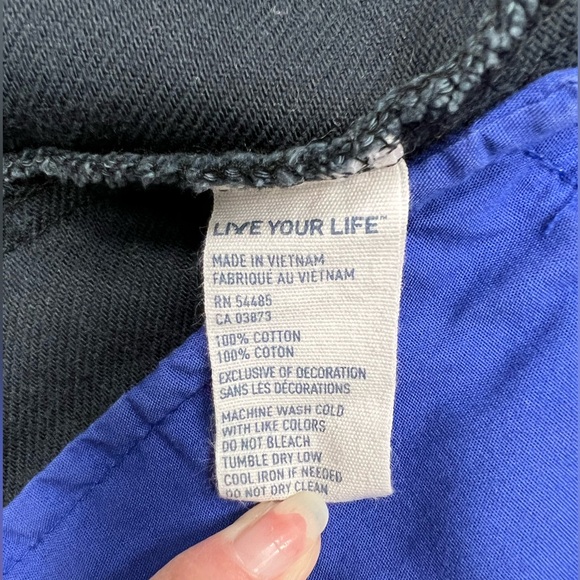 LIVE YOUR LIFE™
MADE IN VIETNAM
FABRIQUÉ AU VIETNAM
RN 54485
CA 03873
100% COTTON
100% COTON
EXCLUSIVE OF DECORATION
SANS LES DÉCORATIONS
MACHINE WASH COLD
WITH LIKE COLORS
DO NOT BLEACH
TUMBLE DRY LOW
COOL IRON IF NEEDED
DO NOT DRY CLEAN